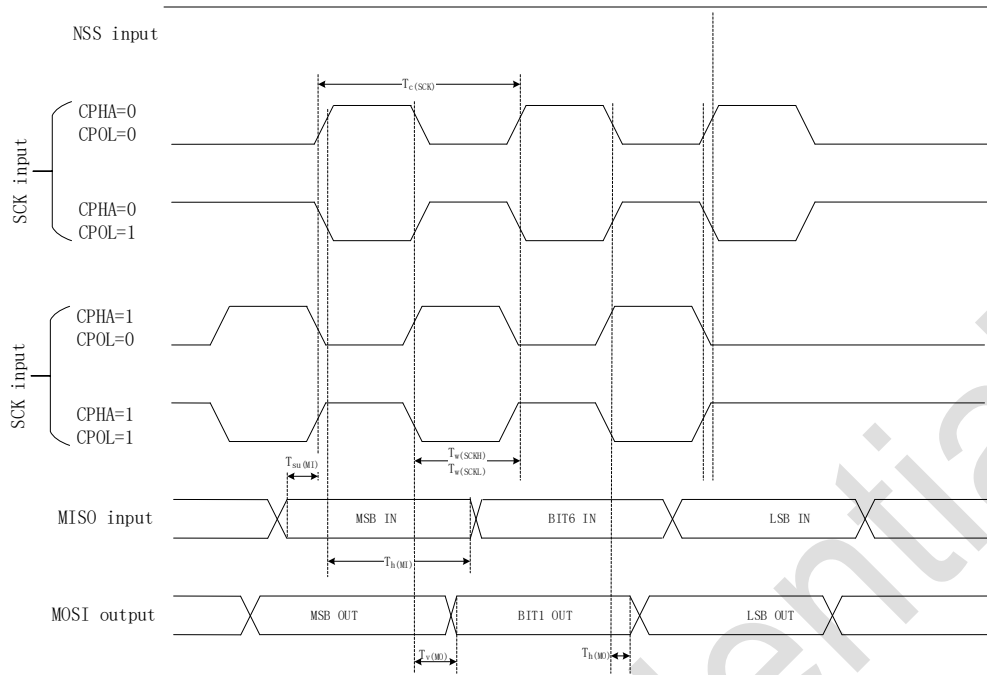 NSS input
Tc(SCK)
SCK input
CPHA=0
CPOL=0
CPHA=0
CPOL=1
SCK input
CPHA=1
CPOL=0
CPHA=1
CPOL=1
Tsu(MI)
Tw(SCKH)
Tw(SCKL)
MISO input
MSB IN
BIT6 IN
LSB IN
Th(MI)
MOSI output
MSB OUT
BIT1 OUT
LSB OUT
Tv(MO)
Th(MO)
dential